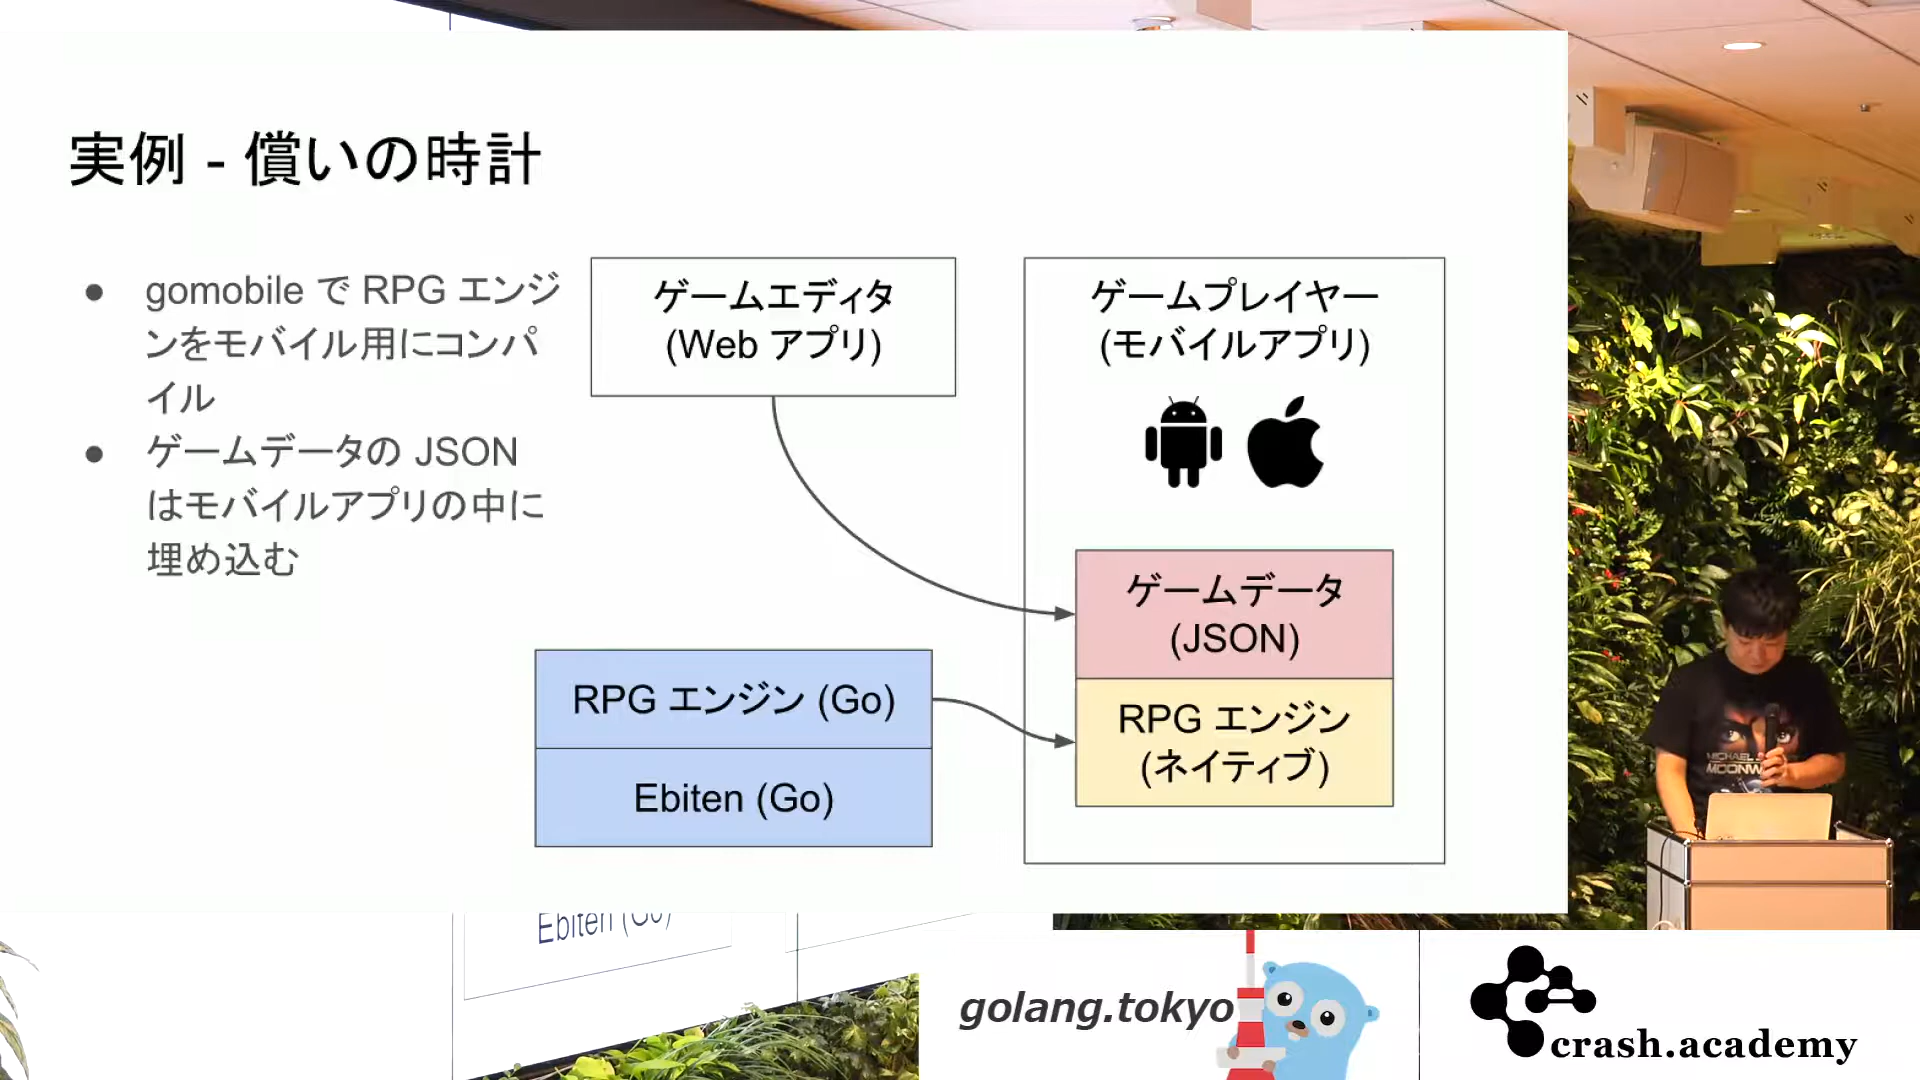 実例 - 償いの時計
● gomobile で RPG エンジ
ンをモバイル用にコンパ
イル
● ゲームデータの JSON
はモバイルアプリの中に
埋め込む
ゲームエディタ
(Web アプリ)
ゲームプレイヤー
(モバイルアプリ)
ゲームデータ
(JSON)
RPG エンジン
(ネイティブ)
RPG エンジン (Go)
Ebiten (Go)
Ebiten (Go)
golang.tokyo
crash.academy